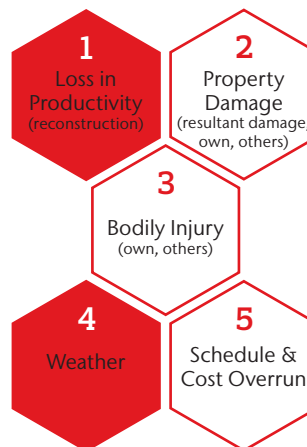 1
Loss in
Productivity
(reconstruction)
2
Property
Damage
(resultant damage,
own, others)
3
Bodily Injury
(own, others)
4
Weather
5
Schedule &
Cost Overrun